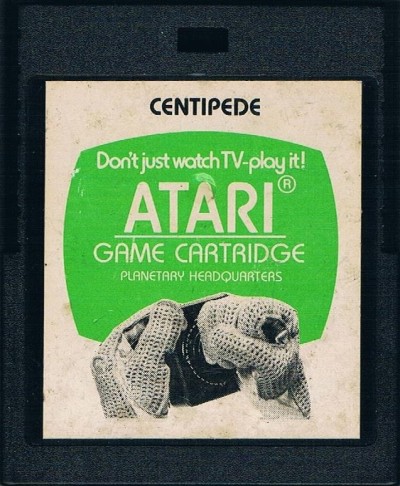 CENTIPEDE
Don't just watch TV-play it!
ATARI®
GAME CARTRIDGE
PLANETARY HEADQUARTERS